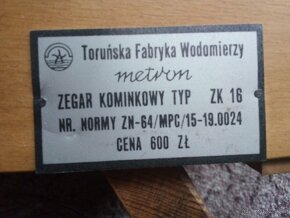 Toruńska Fabryka Wodomierzy
metron
ZEGAR KOMINKOWY TYP ZK 16
NR. NORMY ZN-64/MPC/15-19.0024
CENA 600 ZŁ